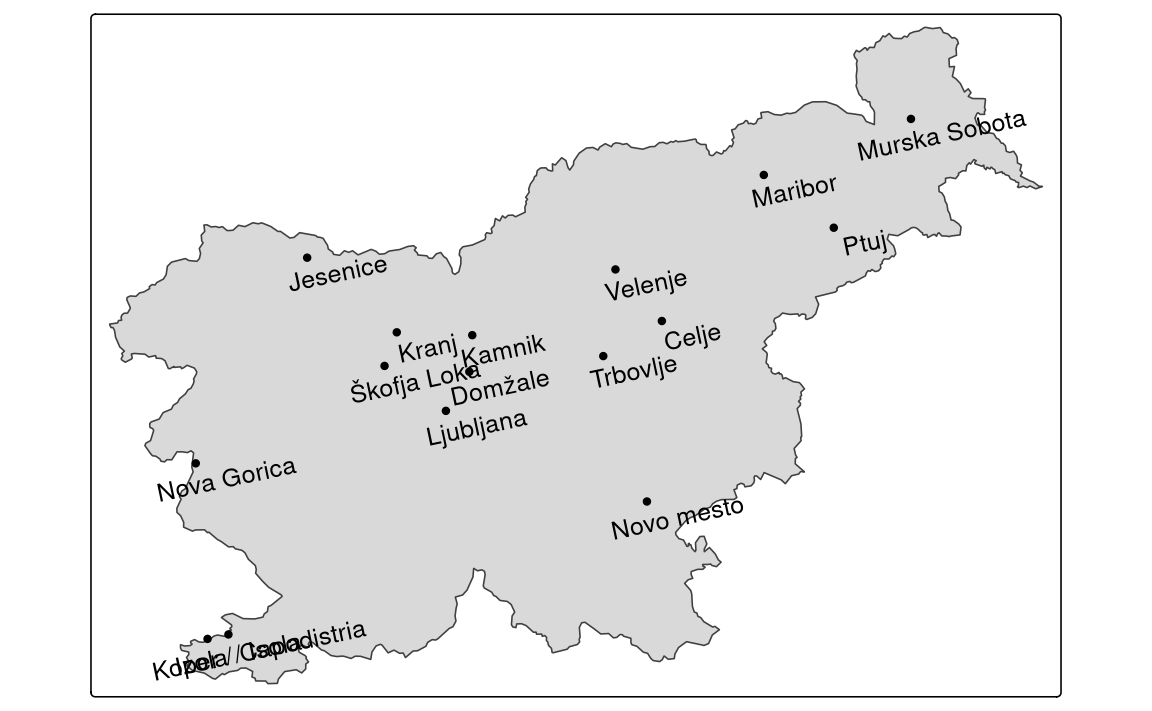 Murska Sobota
Maribor
Ptuj
Jesenice
Velenje
Celje
Kranj
Kamnik
Škofja Loka
Domžale
Trbovlje
Ljubljana
Nova Gorica
Novo mesto
Koper / Capodistria
Izola / Isola